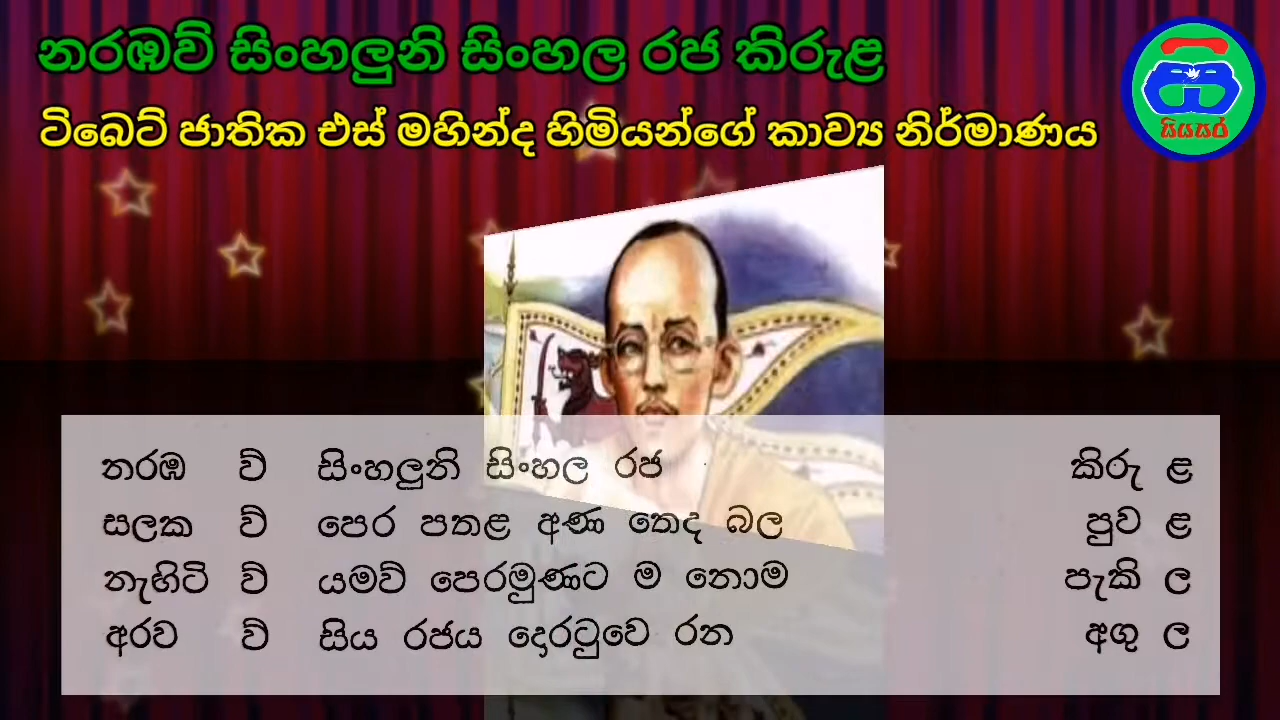 නරඹව් සිංහලුනි සිංහල රජ කිරුළ
ටිබෙට් ජාතික එස් මහින්ද හිමියන්ගේ කාව්‍ය නිර්මාණය
සියසර
නරඹ ව් සිංහලුනි සිංහල රජ කිරු ළ
සලක ව් පෙර පතළ අණ තෙද බල පුව ළ
නැඟිටි ව් යමව් පෙරමුණට ම නොම පැකි ල
අරව ව් සිය රජය දොරටුවෙ රන අගු ල